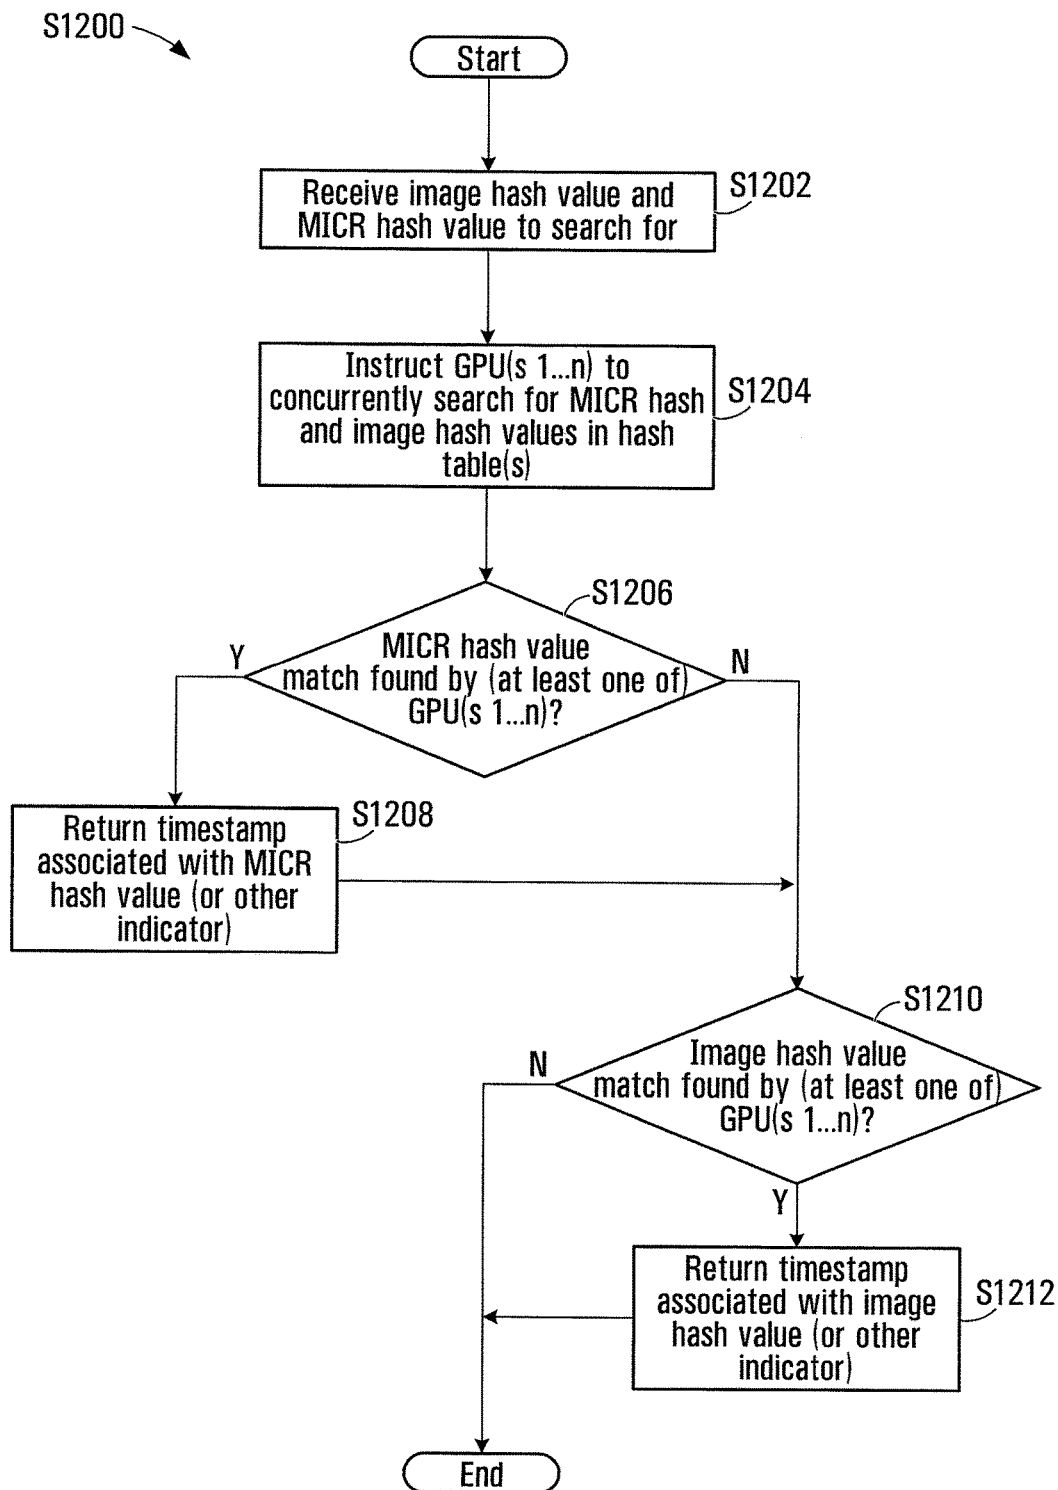 S1200
Start
Receive image hash value and
MICR hash value to search for
S1202
Instruct GPU(s 1...n) to
concurrently search for MICR hash
and image hash values in hash
table(s)
S1204
S1206
MICR hash value
match found by (at least one of)
GPU(s 1...n)?
Y
N
Return timestamp
associated with MICR
hash value (or other
indicator)
S1208
S1210
Image hash value
match found by (at least one of)
GPU(s 1...n)?
N
Y
Return timestamp
associated with image
hash value (or other
indicator)
S1212
End